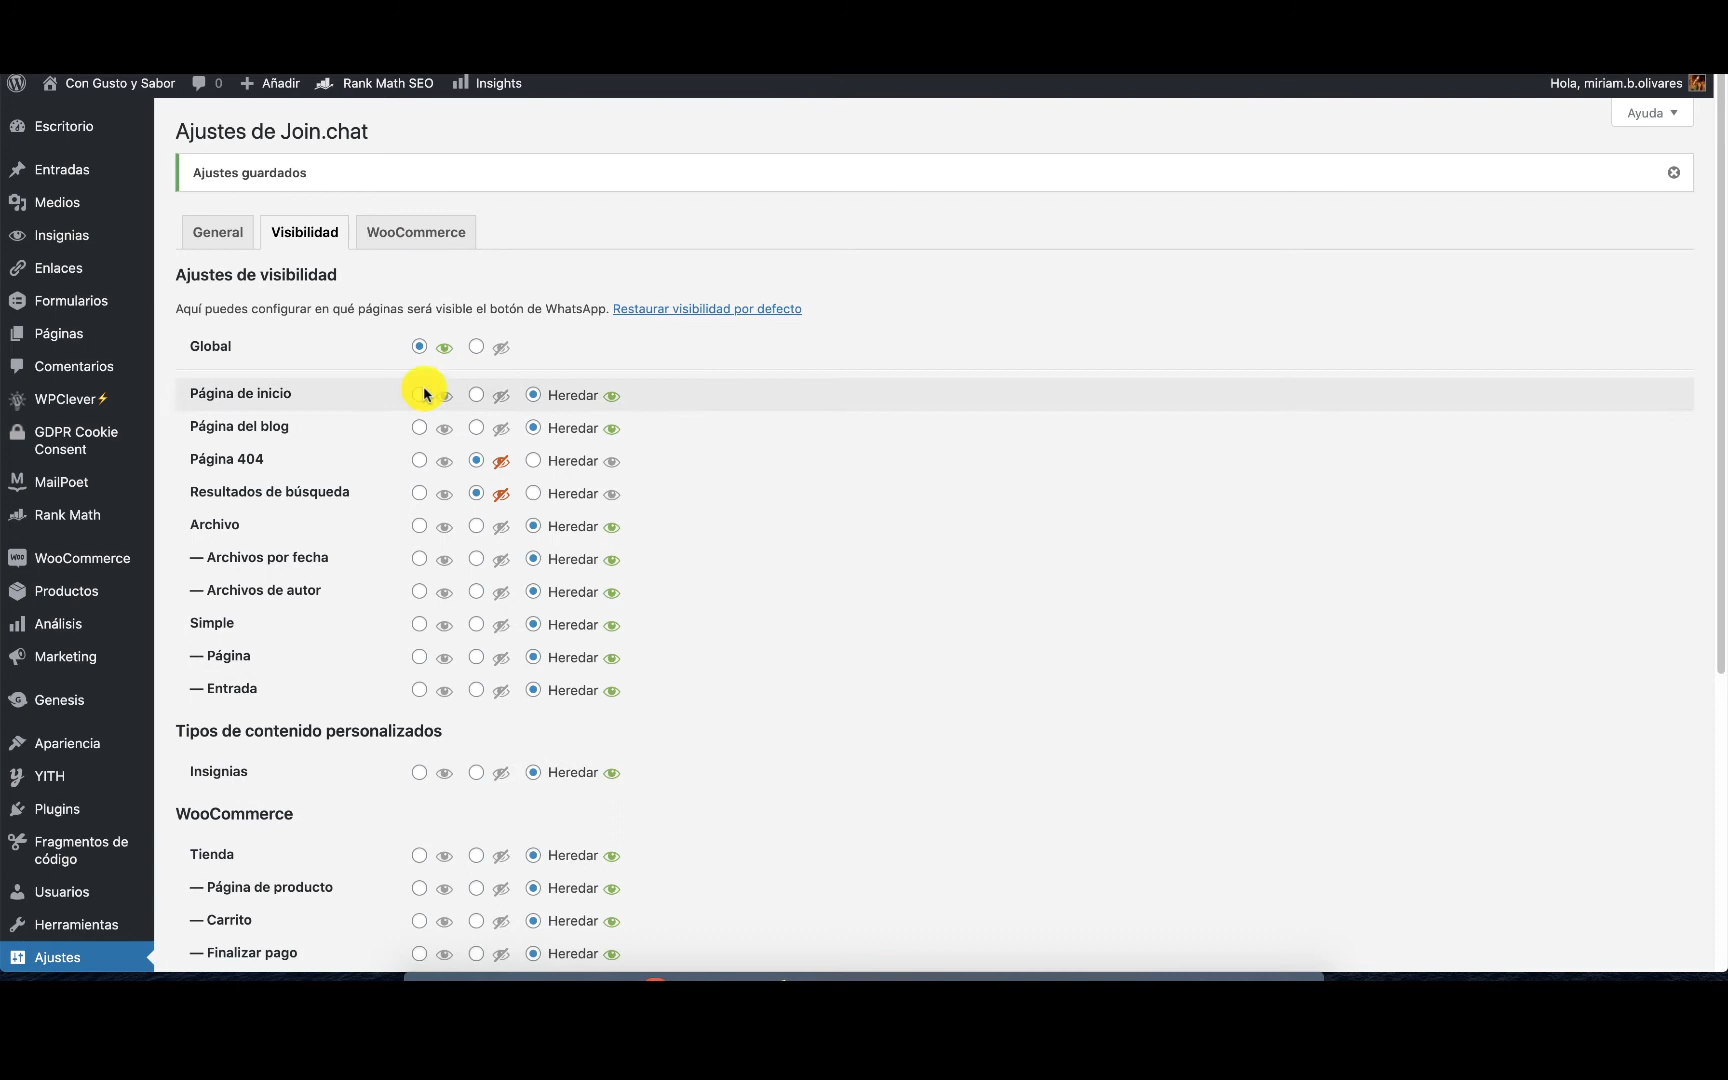 Con Gusto y Sabor 0 Añadir Rank Math SEO Insights Hola, miriam.b.olivares
Ayuda
Escritorio
Entradas
Medios
Insignias
Enlaces
Formularios
Páginas
Comentarios
WPClever⚡
GDPR Cookie
Consent
MailPoet
Rank Math
WooCommerce
Productos
Análisis
Marketing
Genesis
Apariencia
YITH
Plugins
Fragmentos de
código
Usuarios
Herramientas
Ajustes
Ajustes de Join.chat
Ajustes guardados
General Visibilidad WooCommerce
Ajustes de visibilidad
Aquí puedes configurar en qué páginas será visible el botón de WhatsApp. Restaurar visibilidad por defecto
Global
Página de inicio Heredar
Página del blog Heredar
Página 404 Heredar
Resultados de búsqueda Heredar
Archivo Heredar
— Archivos por fecha Heredar
— Archivos de autor Heredar
Simple Heredar
— Página Heredar
— Entrada Heredar
Tipos de contenido personalizados
Insignias Heredar
WooCommerce
Tienda Heredar
— Página de producto Heredar
— Carrito Heredar
— Finalizar pago Heredar